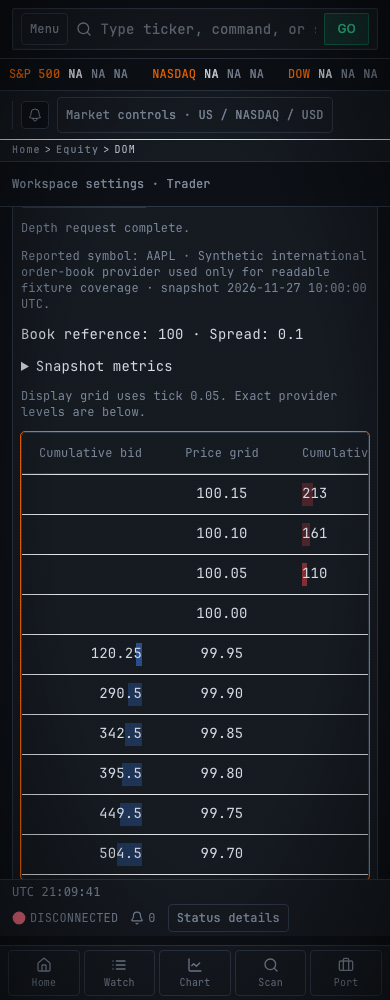 Menu Type ticker, command, or GO
S&P 500 NA NA NA NASDAQ NA NA NA DOW NA NA NA
Market controls · US / NASDAQ / USD
Home > Equity > DOM
Workspace settings · Trader
Depth request complete.
Reported symbol: AAPL · Synthetic international
order-book provider used only for readable
fixture coverage · snapshot 2026-11-27 10:00:00
UTC.
Book reference: 100 · Spread: 0.1
▶ Snapshot metrics
Display grid uses tick 0.05. Exact provider
levels are below.
Cumulative bid Price grid Cumulativ
100.15 213
100.10 161
100.05 110
100.00
120.25 99.95
290.5 99.90
342.5 99.85
395.5 99.80
449.5 99.75
504.5 99.70
UTC 21:09:41
DISCONNECTED 0 Status details
Home Watch Chart Scan Port